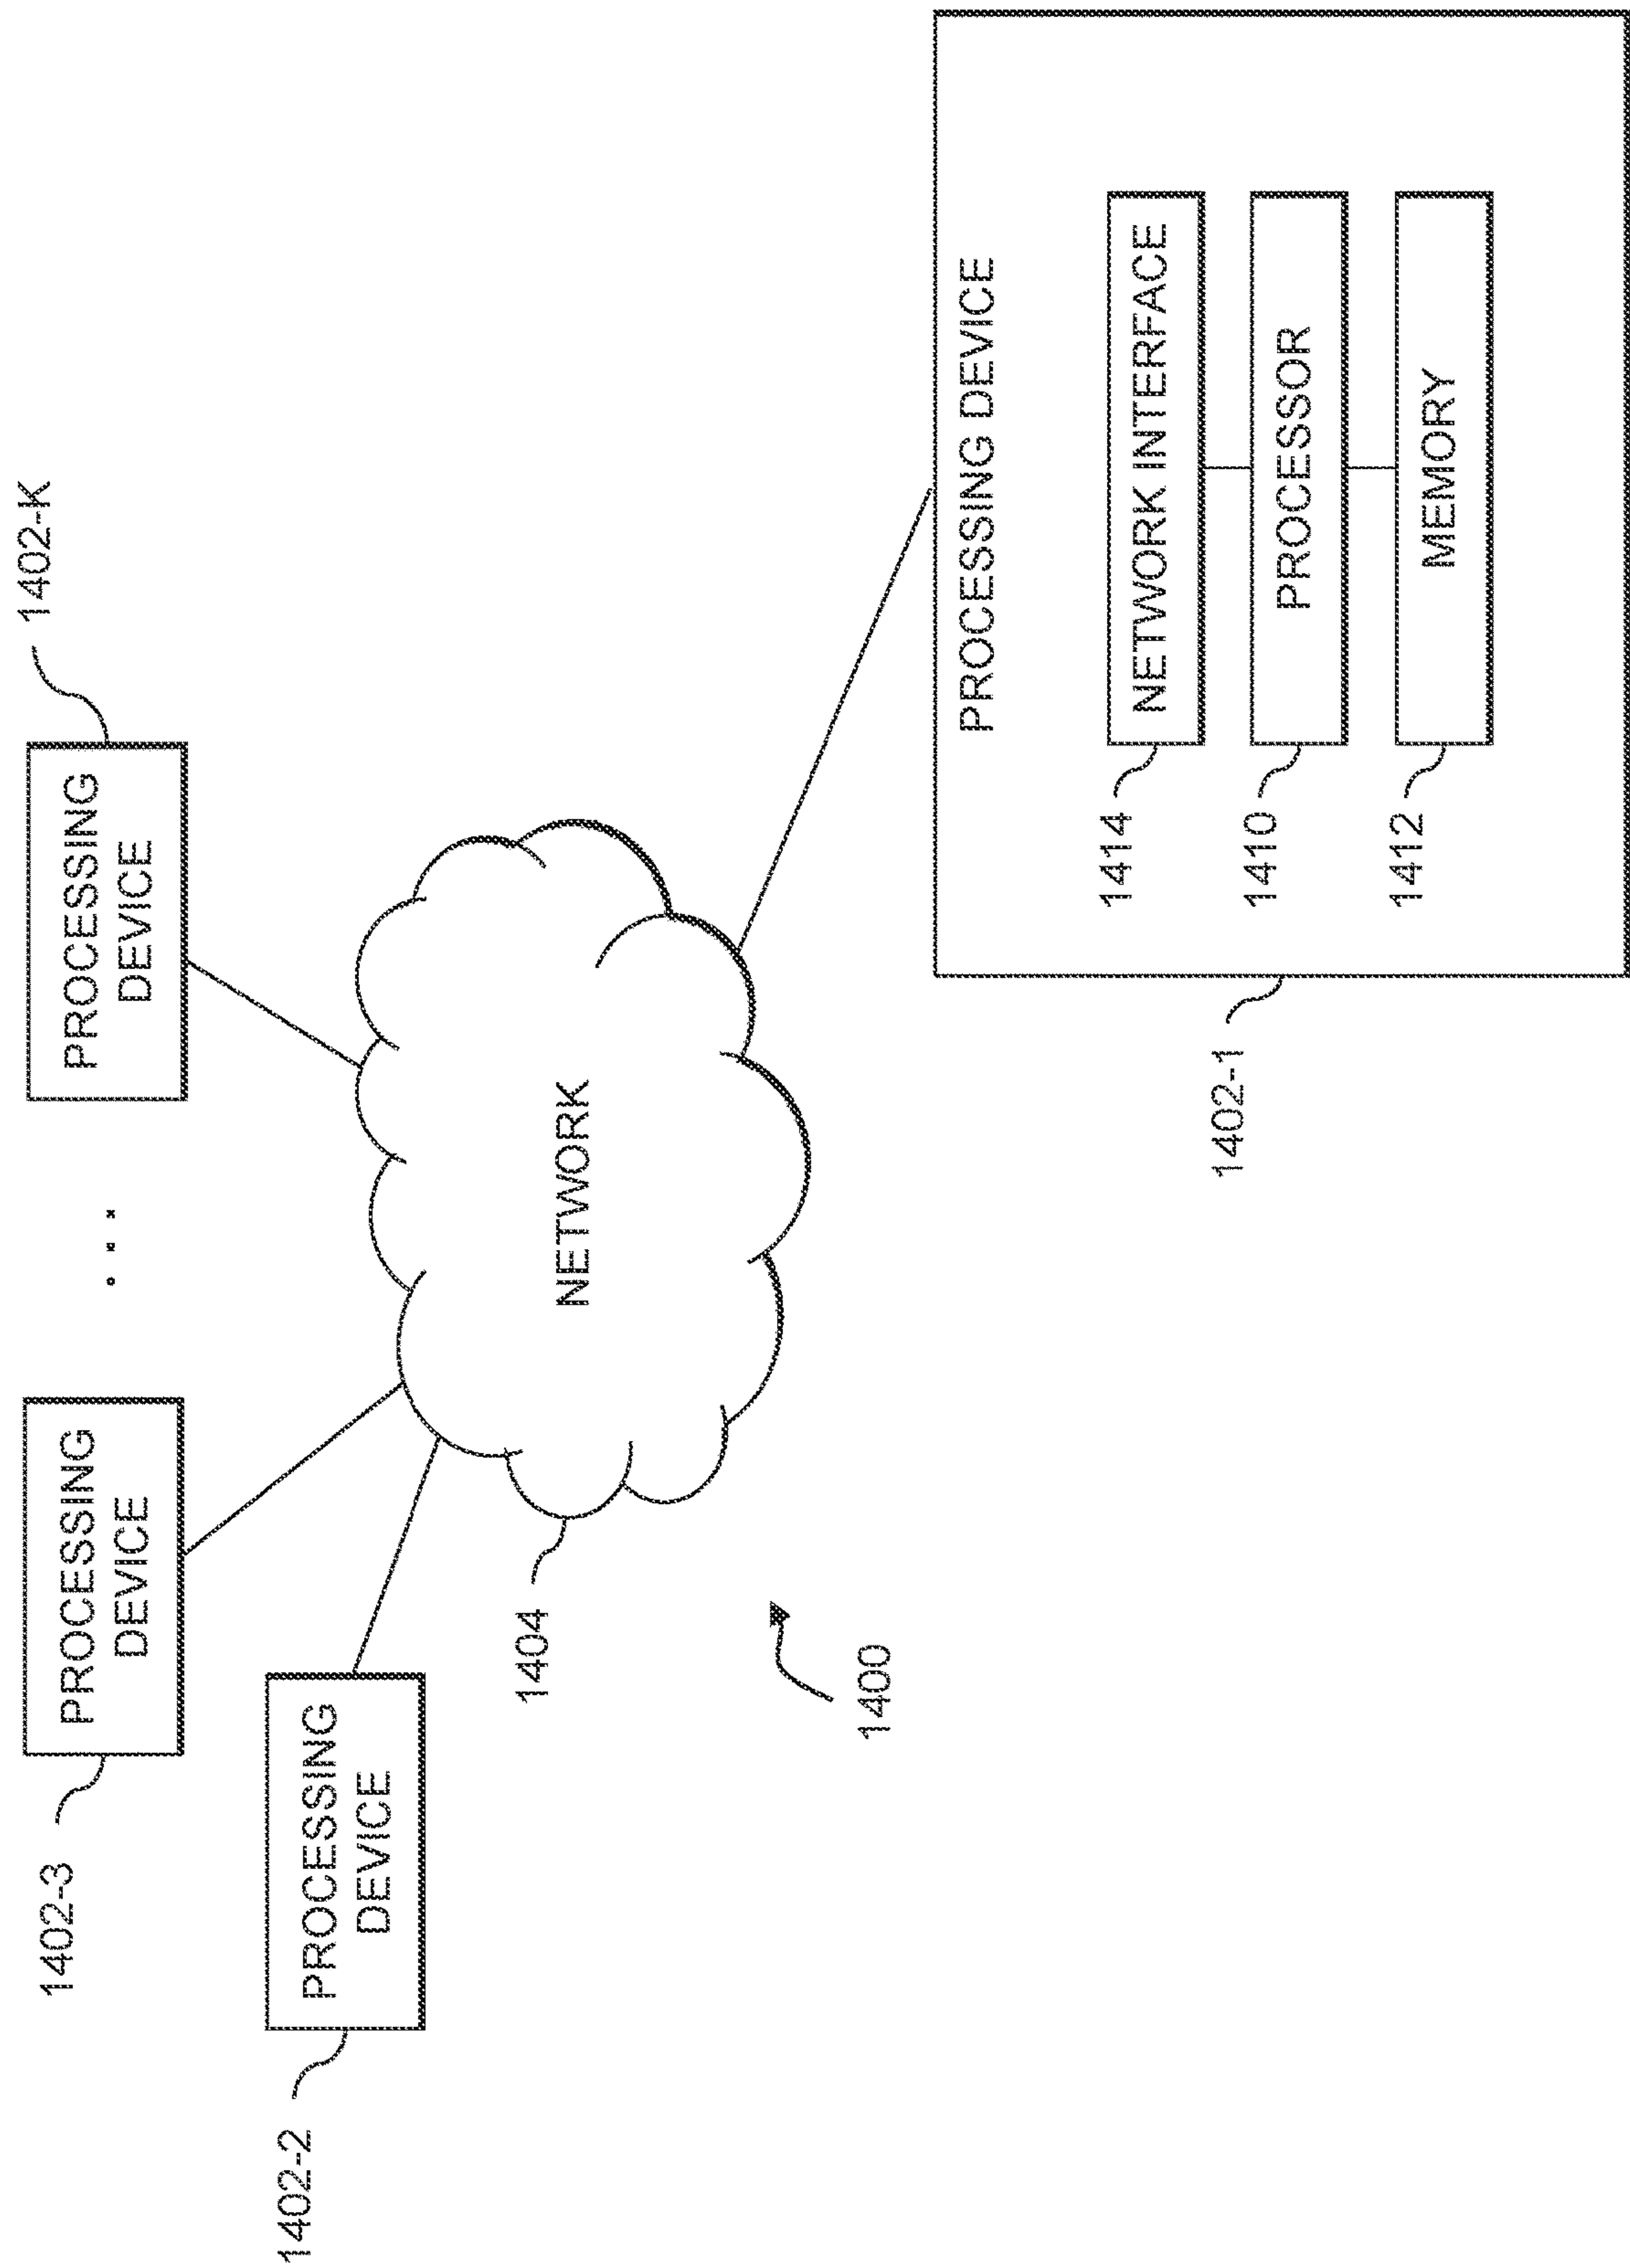 1402-2
PROCESSING
DEVICE
1402-3
PROCESSING
DEVICE
. . .
PROCESSING
DEVICE
1402-K
1404
NETWORK
1400
1402-1
PROCESSING DEVICE
1414
NETWORK INTERFACE
1410
PROCESSOR
1412
MEMORY